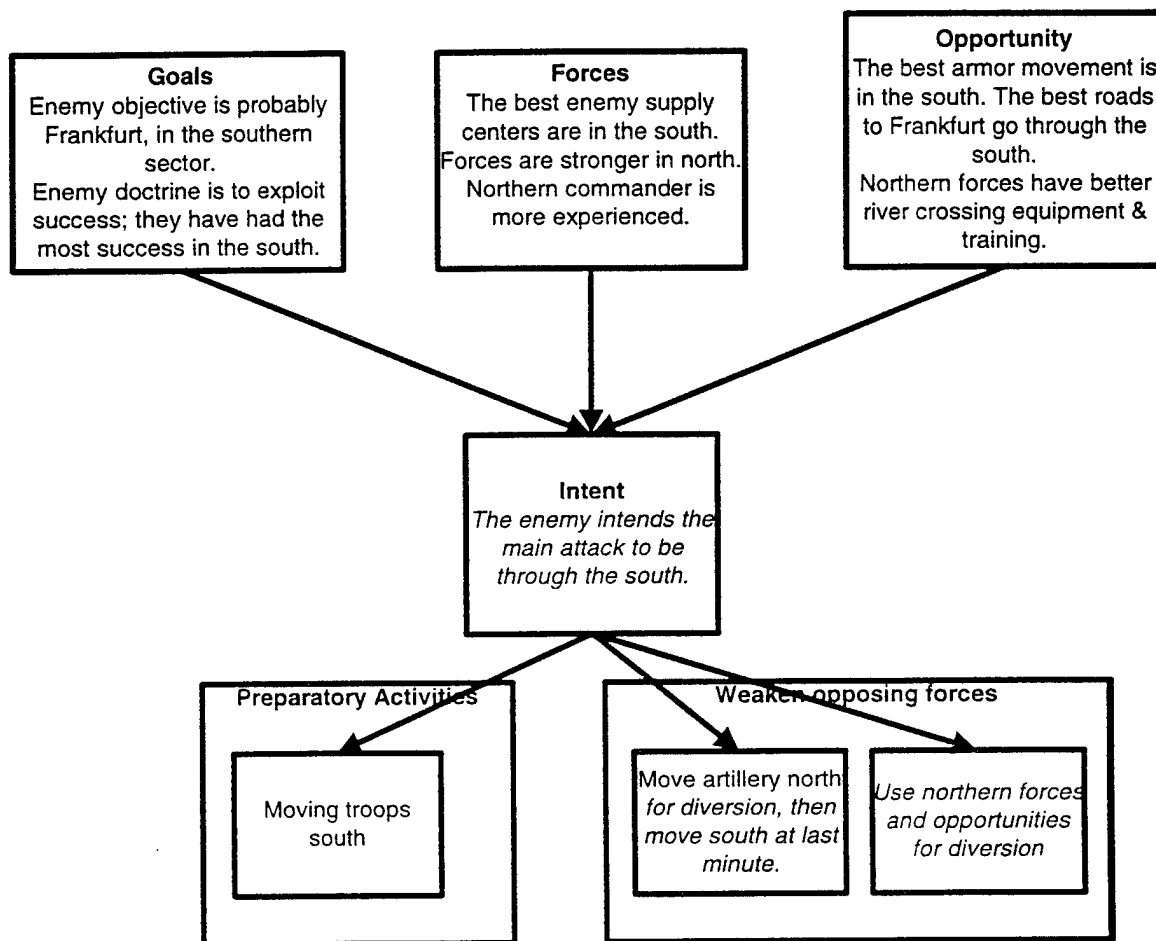 Goals
Enemy objective is probably
Frankfurt, in the southern
sector.
Enemy doctrine is to exploit
success; they have had the
most success in the south.
Forces
The best enemy supply
centers are in the south.
Forces are stronger in north.
Northern commander is
more experienced.
Opportunity
The best armor movement is
in the south. The best roads
to Frankfurt go through the
south.
Northern forces have better
river crossing equipment &
training.
Intent
The enemy intends the
main attack to be
through the south.
Preparatory Activities
Moving troops
south
Weaken opposing forces
Move artillery north
for diversion, then
move south at last
minute.
Use northern forces
and opportunities
for diversion